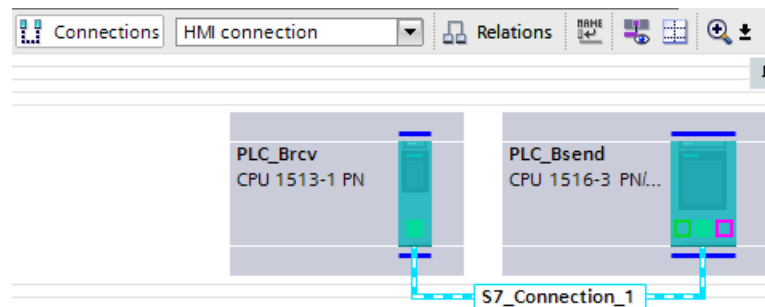 Connections HMI connection Relations NAME
PLC_Brcv
CPU 1513-1 PN
PLC_Bsend
CPU 1516-3 PN/...
S7_Connection_1